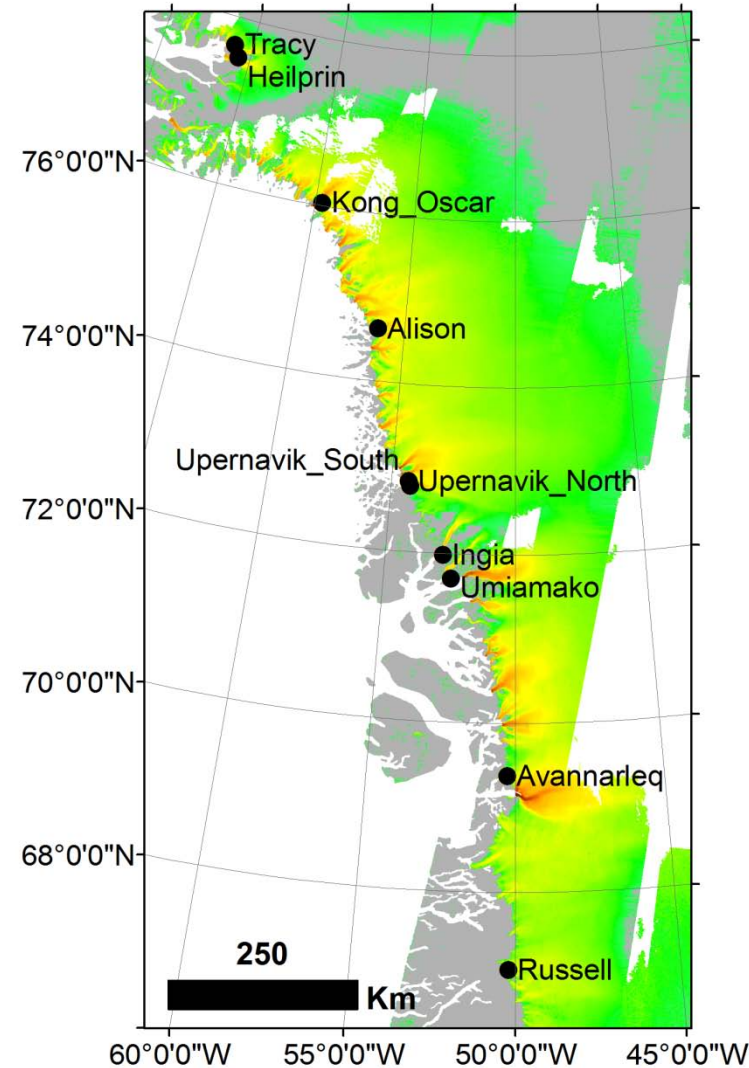 Tracy
Heilprin
76°0'0"N
Kong_Oscar
74°0'0"N
Alison
Upernavik_South
Upernavik_North
72°0'0"N
Ingia
Umiamako
70°0'0"N
Avannarleq
68°0'0"N
250
Km
Russell
60°0'0"W 55°0'0"W 50°0'0"W 45°0'0"W